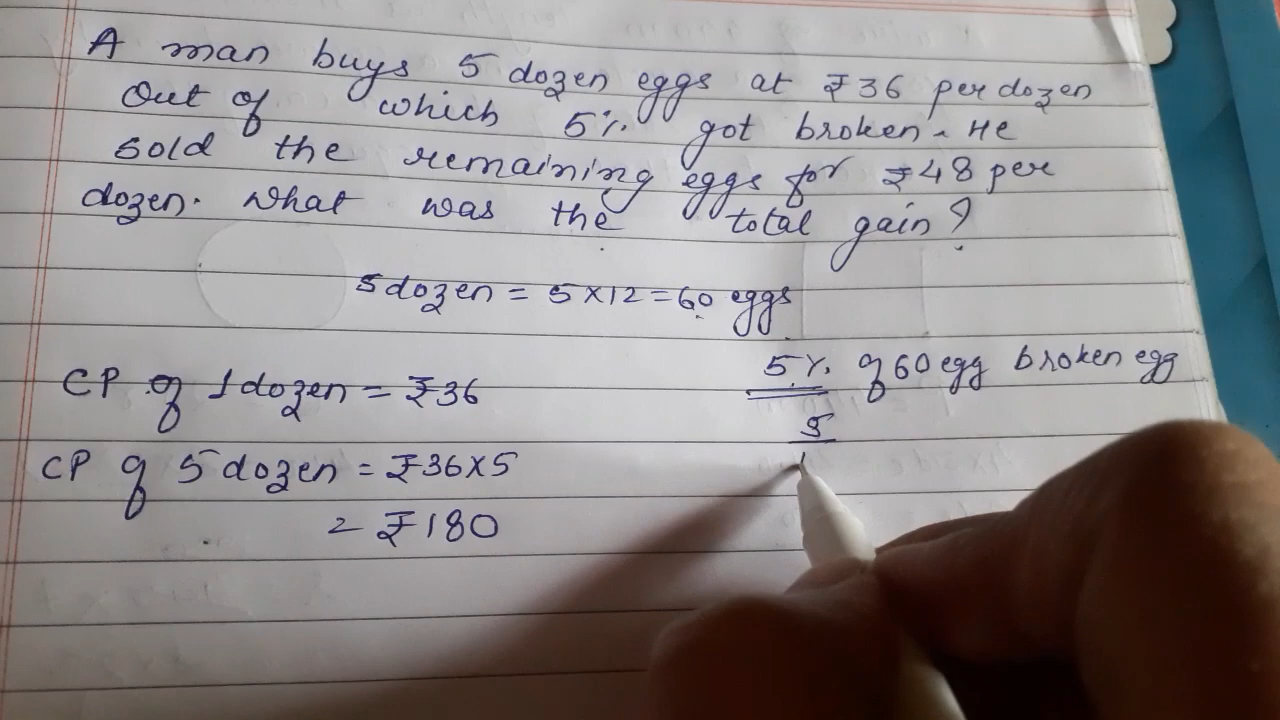 A man buys 5 dozen eggs at ₹36 per dozen
Out of which 5% got broken. He
sold the remaining eggs for ₹48 per
dozen. What was the total gain?
5 dozen = 5×12 = 60 eggs
CP of 1 dozen = ₹36
CP of 5 dozen = ₹36×5
= ₹180
5% of 60 egg broken egg
5
1